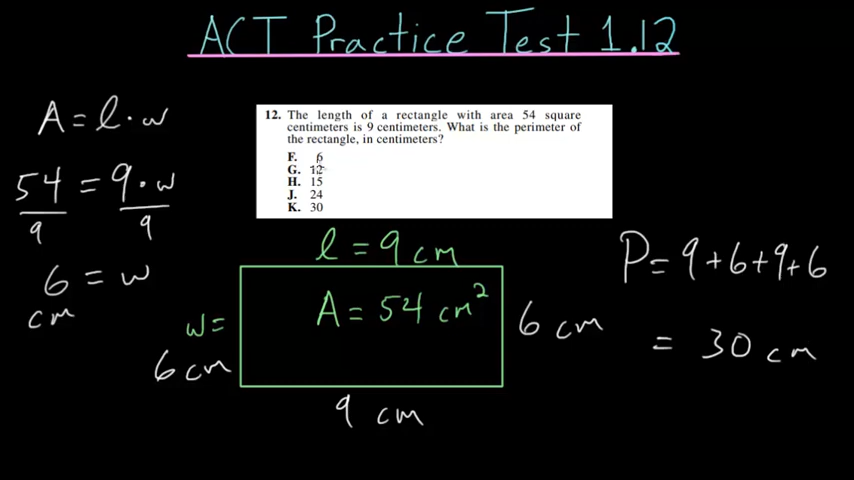 ACT Practice Test 1.12
A = l · w
54 = 9 · w
9 9
6 = w
cm
12. The length of a rectangle with area 54 square
centimeters is 9 centimeters. What is the perimeter of
the rectangle, in centimeters?
F. 6
G. 12
H. 15
J. 24
K. 30
l = 9 cm
A = 54 cm²
w =
6 cm
6 cm
9 cm
P = 9 + 6 + 9 + 6
= 30 cm